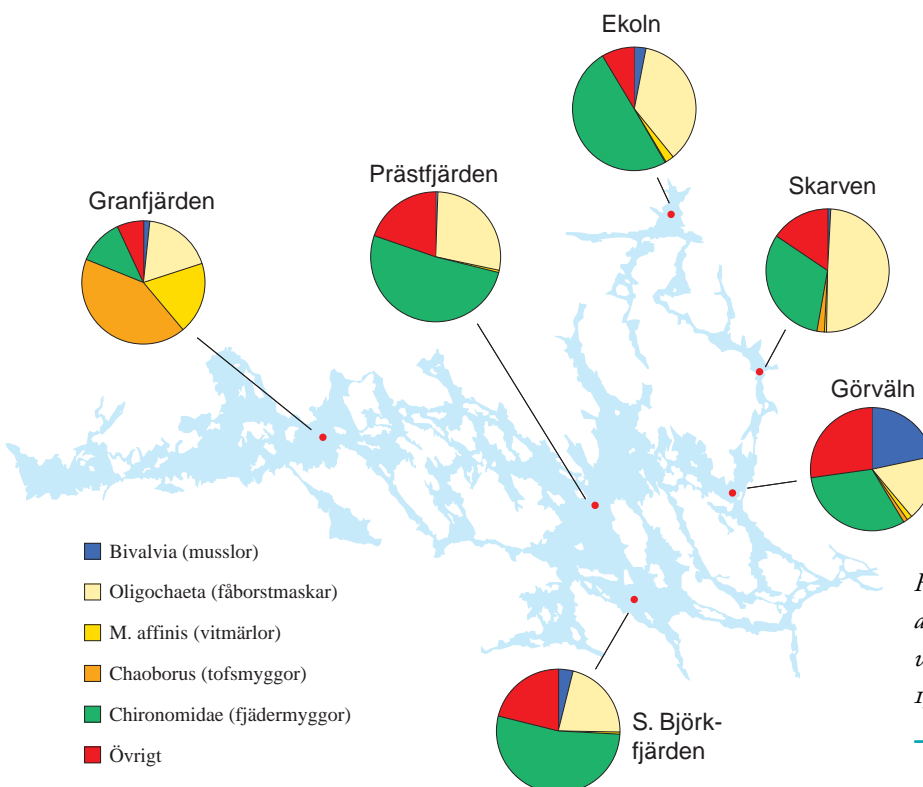 Ekoln
Prästfjärden
Skarven
Granfjärden
Görväln
Bivalvia (musslor)
Oligochaeta (fåborstmaskar)
M. affinis (vitmärlor)
Chaoborus (tofsmyggor)
Chironomidae (fjädermyggor)
Övrigt
S. Björk-
fjärden